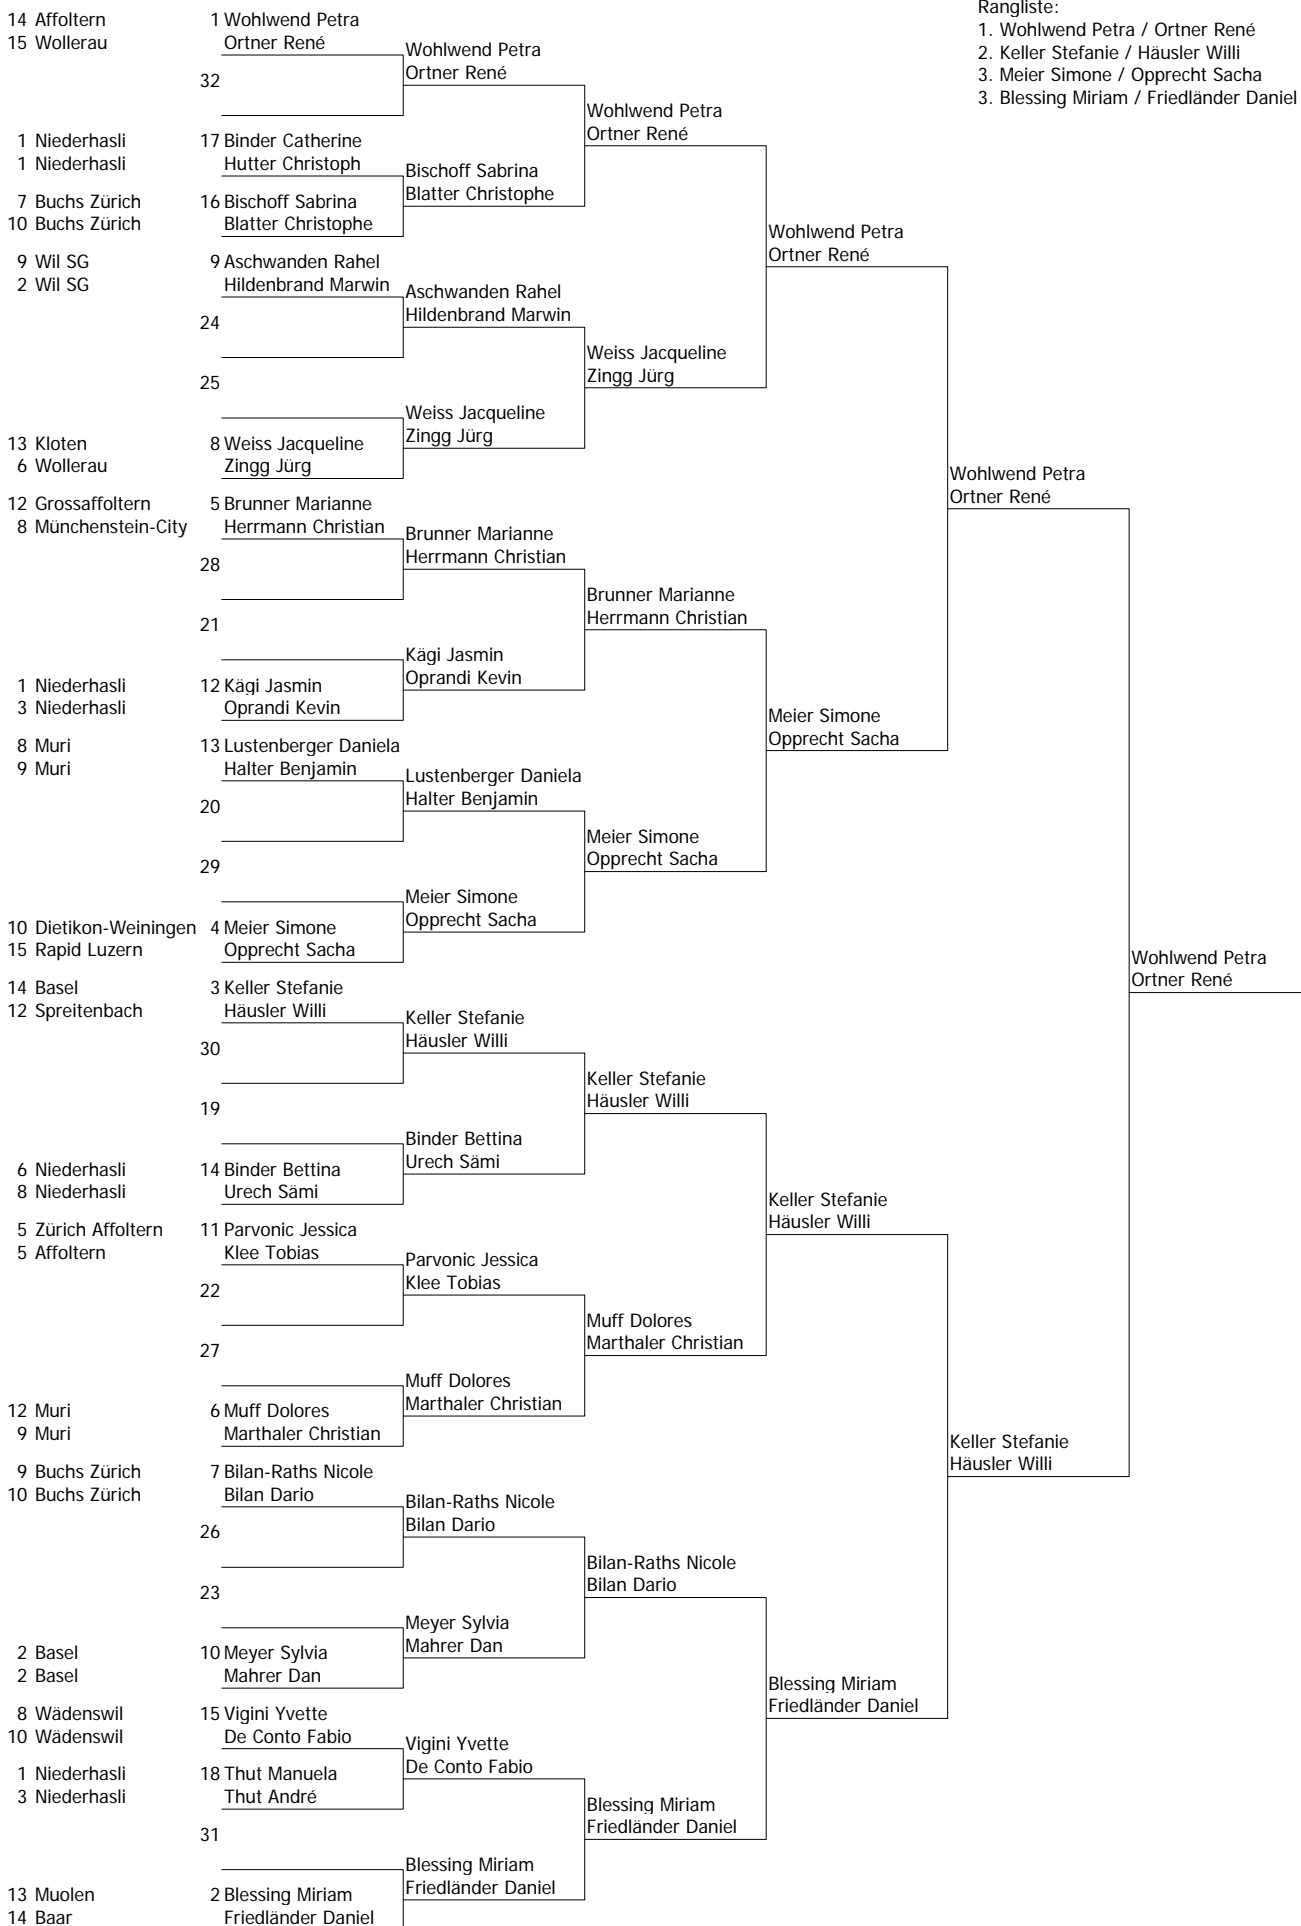 Rangliste:
1. Wohlwend Petra / Ortner René
2. Keller Stefanie / Häusler Willi
3. Meier Simone / Opprecht Sacha
3. Blessing Miriam / Friedländer Daniel
14 Affoltern 1 Wohlwend Petra
15 Wollerau Ortner René
Wohlwend Petra
Ortner René
32
Wohlwend Petra
Ortner René
1 Niederhasli 17 Binder Catherine
1 Niederhasli Hutter Christoph
Bischoff Sabrina
Blatter Christophe
7 Buchs Zürich 16 Bischoff Sabrina
10 Buchs Zürich Blatter Christophe
Wohlwend Petra
Ortner René
9 Wil SG 9 Aschwanden Rahel
2 Wil SG Hildenbrand Marwin
Aschwanden Rahel
Hildenbrand Marwin
24
Weiss Jacqueline
Zingg Jürg
25
Weiss Jacqueline
Zingg Jürg
13 Kloten 8 Weiss Jacqueline
6 Wollerau Zingg Jürg
Wohlwend Petra
Ortner René
12 Grossaffoltern 5 Brunner Marianne
8 Münchenstein-City Herrmann Christian
Brunner Marianne
Herrmann Christian
28
Brunner Marianne
Herrmann Christian
21
Kägi Jasmin
Oprandi Kevin
1 Niederhasli 12 Kägi Jasmin
3 Niederhasli Oprandi Kevin
Meier Simone
Opprecht Sacha
8 Muri 13 Lustenberger Daniela
9 Muri Halter Benjamin
Lustenberger Daniela
Halter Benjamin
20
Meier Simone
Opprecht Sacha
29
Meier Simone
Opprecht Sacha
10 Dietikon-Weiningen 4 Meier Simone
15 Rapid Luzern Opprecht Sacha
Wohlwend Petra
Ortner René
14 Basel 3 Keller Stefanie
12 Spreitenbach Häusler Willi
Keller Stefanie
Häusler Willi
30
Keller Stefanie
Häusler Willi
19
Binder Bettina
Urech Sämi
6 Niederhasli 14 Binder Bettina
8 Niederhasli Urech Sämi
Keller Stefanie
Häusler Willi
5 Zürich Affoltern 11 Parvonic Jessica
5 Affoltern Klee Tobias
Parvonic Jessica
Klee Tobias
22
Muff Dolores
Marthaler Christian
27
Muff Dolores
Marthaler Christian
12 Muri 6 Muff Dolores
9 Muri Marthaler Christian
Keller Stefanie
Häusler Willi
9 Buchs Zürich 7 Bilan-Raths Nicole
10 Buchs Zürich Bilan Dario
Bilan-Raths Nicole
Bilan Dario
26
Bilan-Raths Nicole
Bilan Dario
23
Meyer Sylvia
Mahrer Dan
2 Basel 10 Meyer Sylvia
2 Basel Mahrer Dan
Blessing Miriam
Friedländer Daniel
8 Wädenswil 15 Vigini Yvette
10 Wädenswil De Conto Fabio
Vigini Yvette
De Conto Fabio
1 Niederhasli 18 Thut Manuela
3 Niederhasli Thut André
Blessing Miriam
Friedländer Daniel
31
Blessing Miriam
Friedländer Daniel
13 Muolen 2 Blessing Miriam
14 Baar Friedländer Daniel